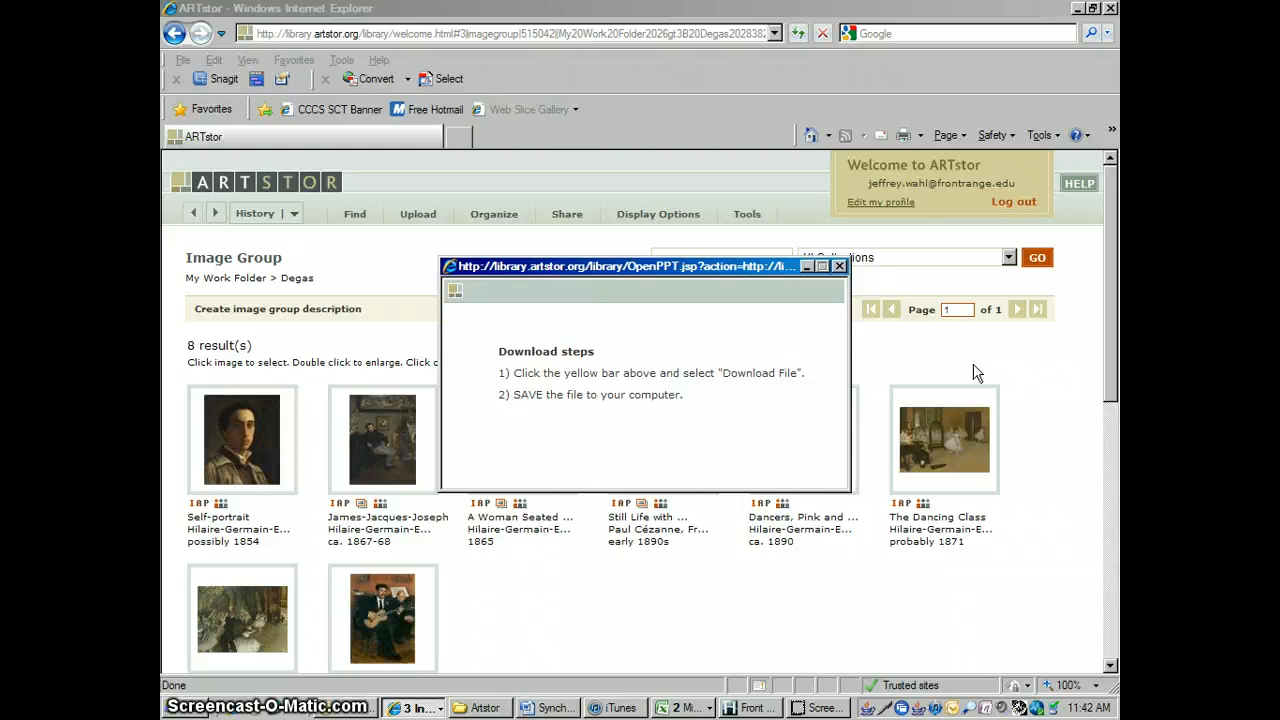 ARTstor - Windows Internet Explorer
http://library.artstor.org/library/welcome.html#3|imagegroup|515042|My20Work20Folder2026gt3B20Degas2028382
Google
File Edit View Favorites Tools Help
Snagit
Convert
Select
Favorites
CCCS SCT Banner
Free Hotmail
Web Slice Gallery
ARTstor
Page
Safety
Tools
ARTSTOR
Welcome to ARTstor
jeffrey.wahl@frontrange.edu
Edit my profile
Log out
HELP
History
Find
Upload
Organize
Share
Display Options
Tools
Image Group
GO
My Work Folder > Degas
http://library.artstor.org/library/OpenPPT.jsp?action=http://li...
Create image group description
Page 1 of 1
8 result(s)
Click image to select. Double click to enlarge. Click
Download steps
1) Click the yellow bar above and select "Download File".
2) SAVE the file to your computer.
IAP
Self-portrait
Hilaire-Germain-E...
possibly 1854
IAP
James-Jacques-Joseph
Hilaire-Germain-E...
ca. 1867-68
IAP
A Woman Seated ...
Hilaire-Germain-E...
1865
IAP
Still Life with ...
Paul Cézanne, Fr...
early 1890s
IAP
Dancers, Pink and ...
Hilaire-Germain-E...
ca. 1890
IAP
The Dancing Class
Hilaire-Germain-E...
probably 1871
Done
Trusted sites
100%
Screencast-O-Matic.com
3 In...
Artstor
Synch...
iTunes
2 Mi...
Front ...
Scree...
11:42 AM